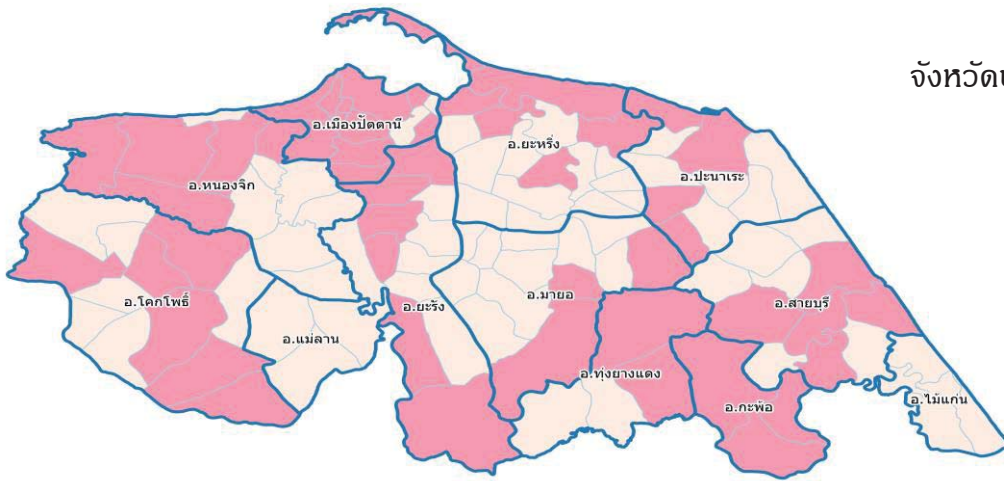 จังหวัด
อ.เมืองปัตตานี
อ.ยะหริ่ง
อ.ปะนาเระ
อ.หนองจิก
อ.โคกโพธิ์
อ.แม่ลาน
อ.ยะรัง
อ.มายอ
อ.สายบุรี
อ.ทุ่งยางแดง
อ.กะพ้อ
อ.ไม้แก่น